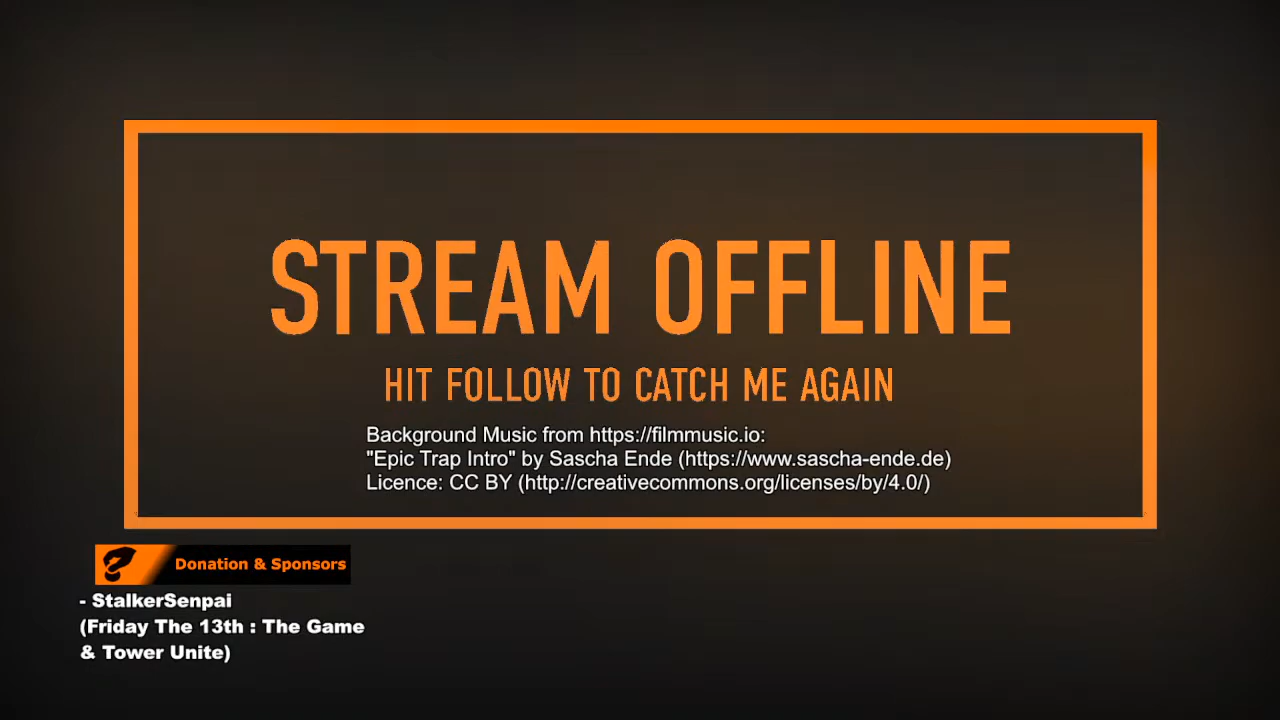 STREAM OFFLINE
HIT FOLLOW TO CATCH ME AGAIN
Background Music from https://filmmusic.io:
"Epic Trap Intro" by Sascha Ende (https://www.sascha-ende.de)
Licence: CC BY (http://creativecommons.org/licenses/by/4.0/)
Donation & Sponsors
- StalkerSenpai
(Friday The 13th : The Game
& Tower Unite)